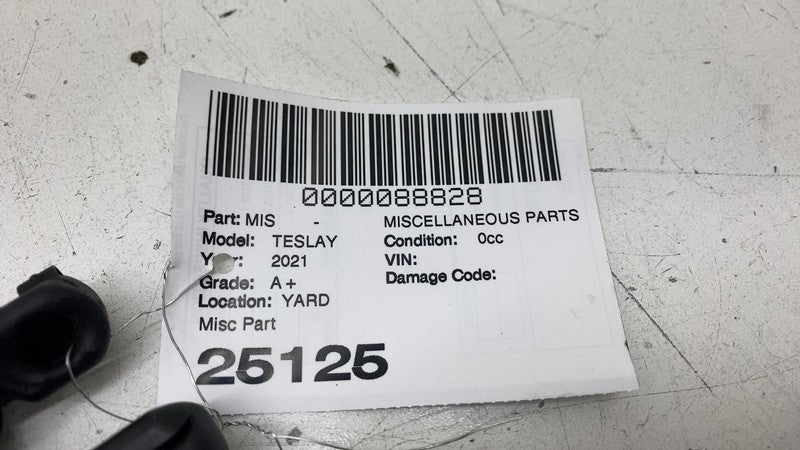 0000088828
Part: MIS - MISCELLANEOUS PARTS
Model: TESLAY Condition: 0cc
Year: 2021 VIN:
Grade: A+ Damage Code:
Location: YARD
Misc Part
25125